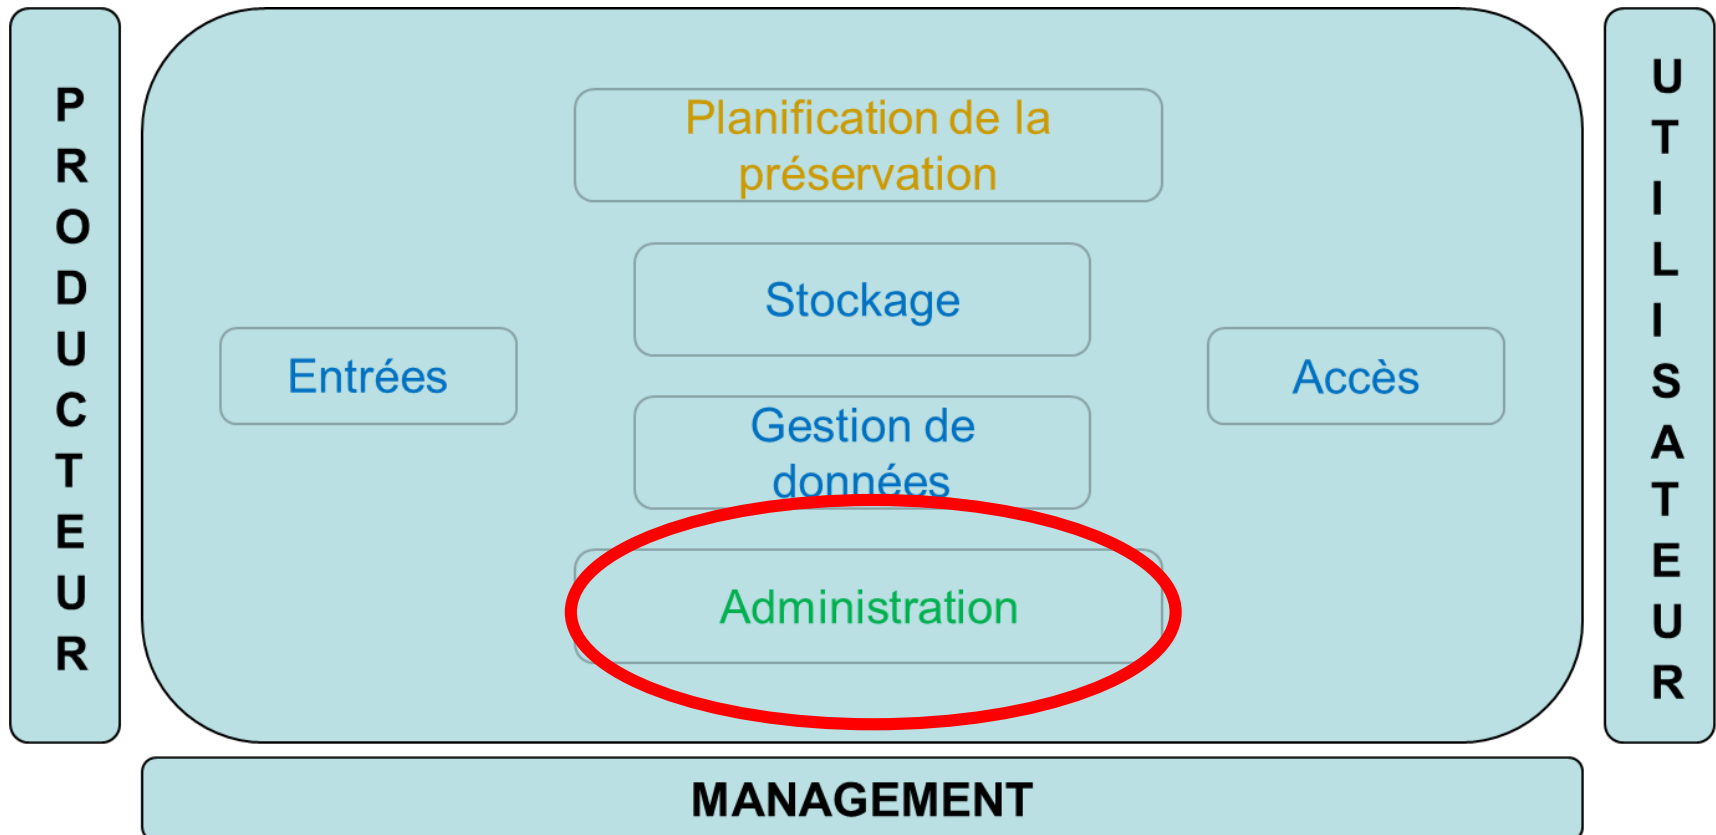 PRODUCTEUR
Planification de la
préservation
Stockage
Entrées
Gestion de
données
Accès
Administration
UTILISATEUR
MANAGEMENT